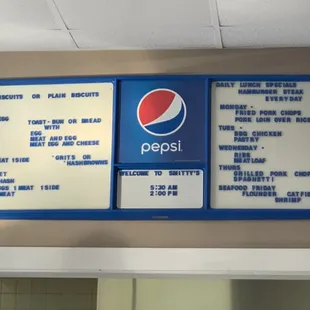 BISCUITS OR PLAIN BISCUITS
EGG
TOAST-BUN OR BREAD
WITH
EGG
MEAT AND EGG
MEAT EGG AND CHEESE
MEAT 1SIDE
GRITS OR
HASHBROWNS
EGGS 1 MEAT 1SIDE
pepsi
WELCOME TO SMITTY'S
5:30 AM
2:00 PM
DAILY LUNCH SPECIALS
HAMBURGER STEAK
EVERYDAY
MONDAY -
FRIED PORK CHOPS
PORK LOIN OVER RICE
TUES -
BBQ CHICKEN
PASTRY
WEDNESDAY -
RIBS
MEATLOAF
THURS
GRILLED PORK CHOP
SPAGHETTI
SEAFOOD FRIDAY
FLOUNDER CATFISH
SHRIMP